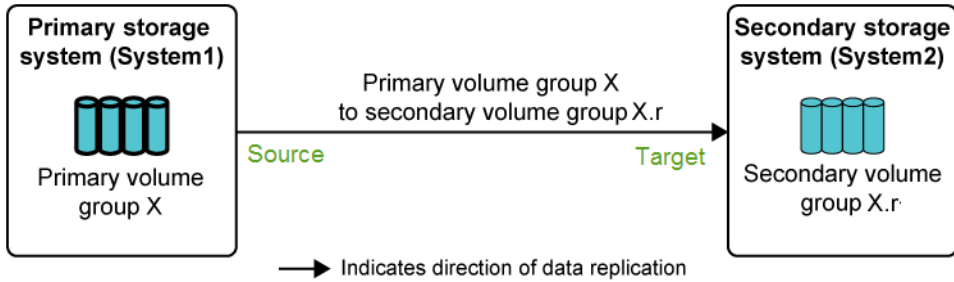 Primary storage
system (System1)
Primary volume
group X
Primary volume group X
to secondary volume group X.r
Source
Target
Secondary storage
system (System2)
Secondary volume
group X.r
Indicates direction of data replication